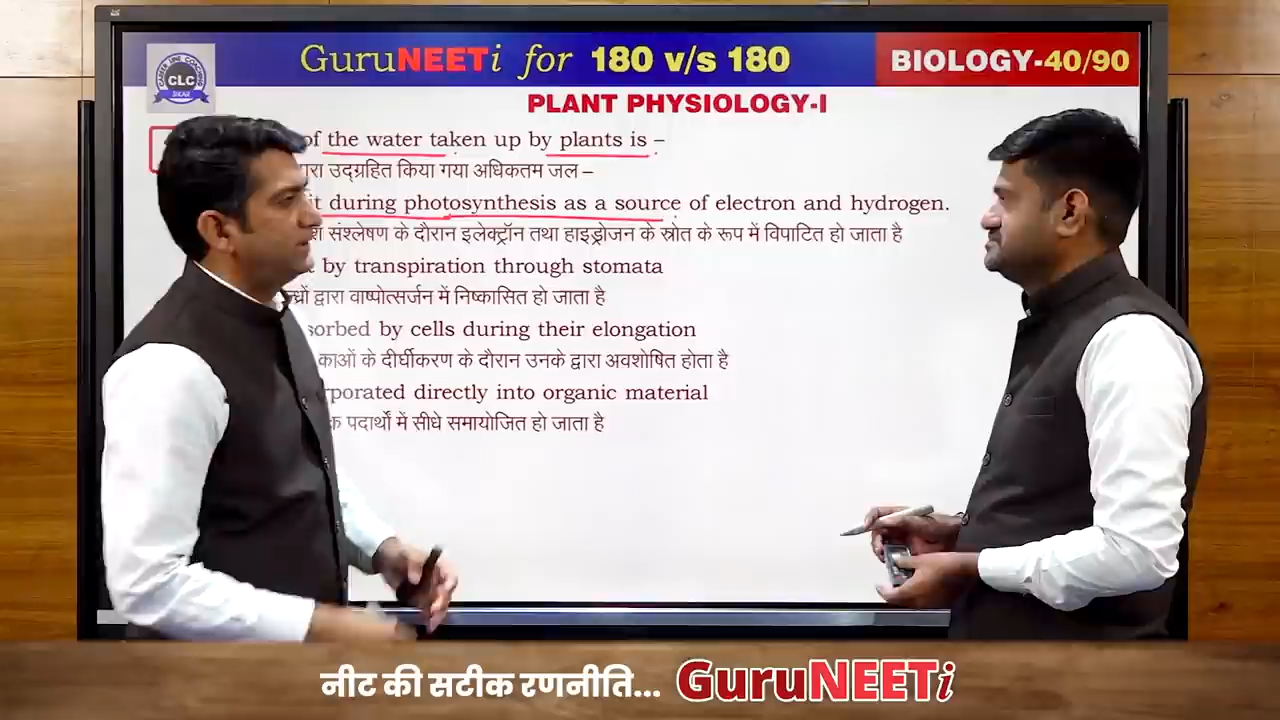 CLC
SIKAR
GuruNEETi for 180 v/s 180
BIOLOGY-40/90
PLANT PHYSIOLOGY-I
of the water taken up by plants is –
उद्ग्रहित किया गया अधिकतम जल –
during photosynthesis as a source of electron and hydrogen.
संश्लेषण के दौरान इलेक्ट्रॉन तथा हाइड्रोजन के स्रोत के रूप में विपाटित हो जाता है
by transpiration through stomata
द्वारा वाष्पोत्सर्जन में निष्कासित हो जाता है
by cells during their elongation
के दीर्घीकरण के दौरान उनके द्वारा अवशोषित होता है
directly into organic material
पदार्थों में सीधे समायोजित हो जाता है
नीट की सटीक रणनीति... GuruNEETi